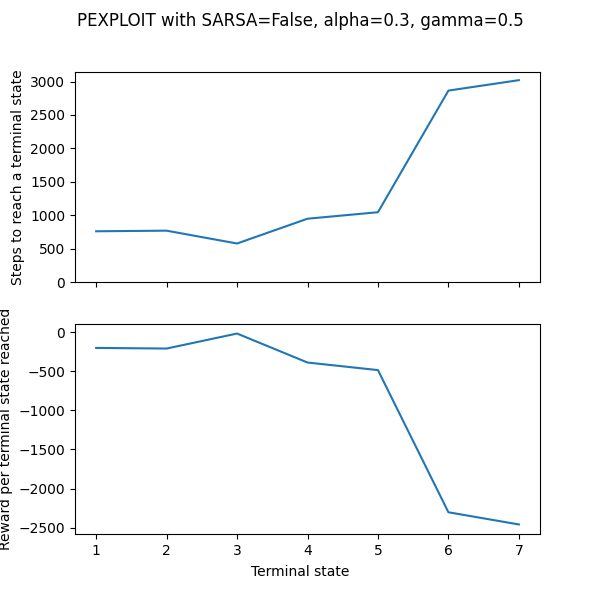 PEXPLOIT with SARSA=False, alpha=0.3, gamma=0.5
Steps to reach a terminal state
3000
2500
2000
1500
1000
500
0
Reward per terminal state reached
0
−500
−1000
−1500
−2000
−2500
1 2 3 4 5 6 7
Terminal state